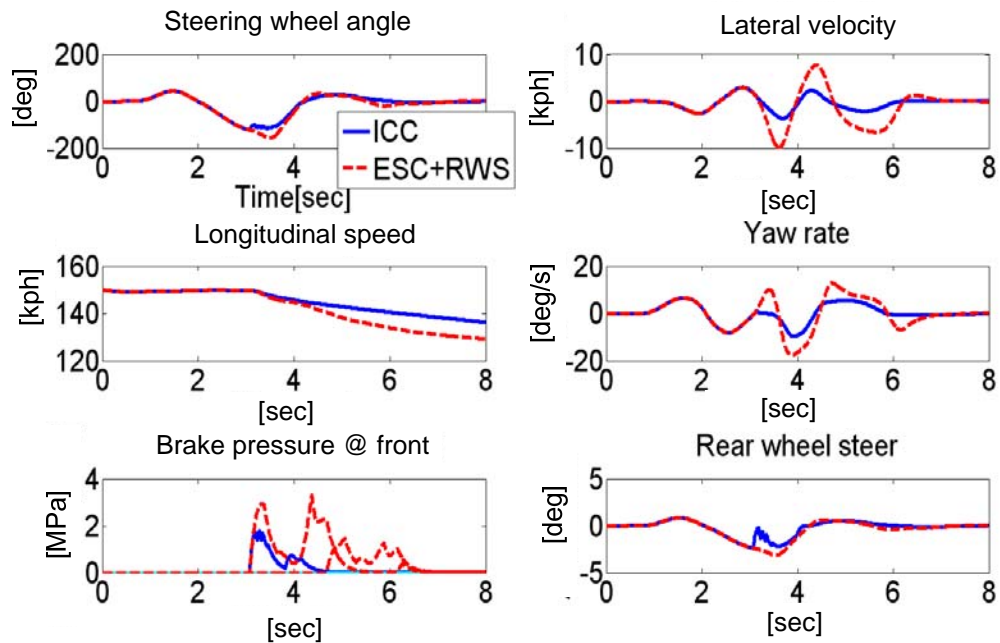 Steering wheel angle
200
0
-200
[deg]
0 2 4 6 8
Time[sec]
ICC
ESC+RWS
Lateral velocity
10
0
-10
[kph]
0 2 4 6 8
[sec]
Longitudinal speed
160
140
120
[kph]
0 2 4 6 8
[sec]
Yaw rate
20
0
-20
[deg/s]
0 2 4 6 8
[sec]
Brake pressure @ front
4
2
0
[MPa]
0 2 4 6 8
[sec]
Rear wheel steer
5
0
-5
[deg]
0 2 4 6 8
[sec]